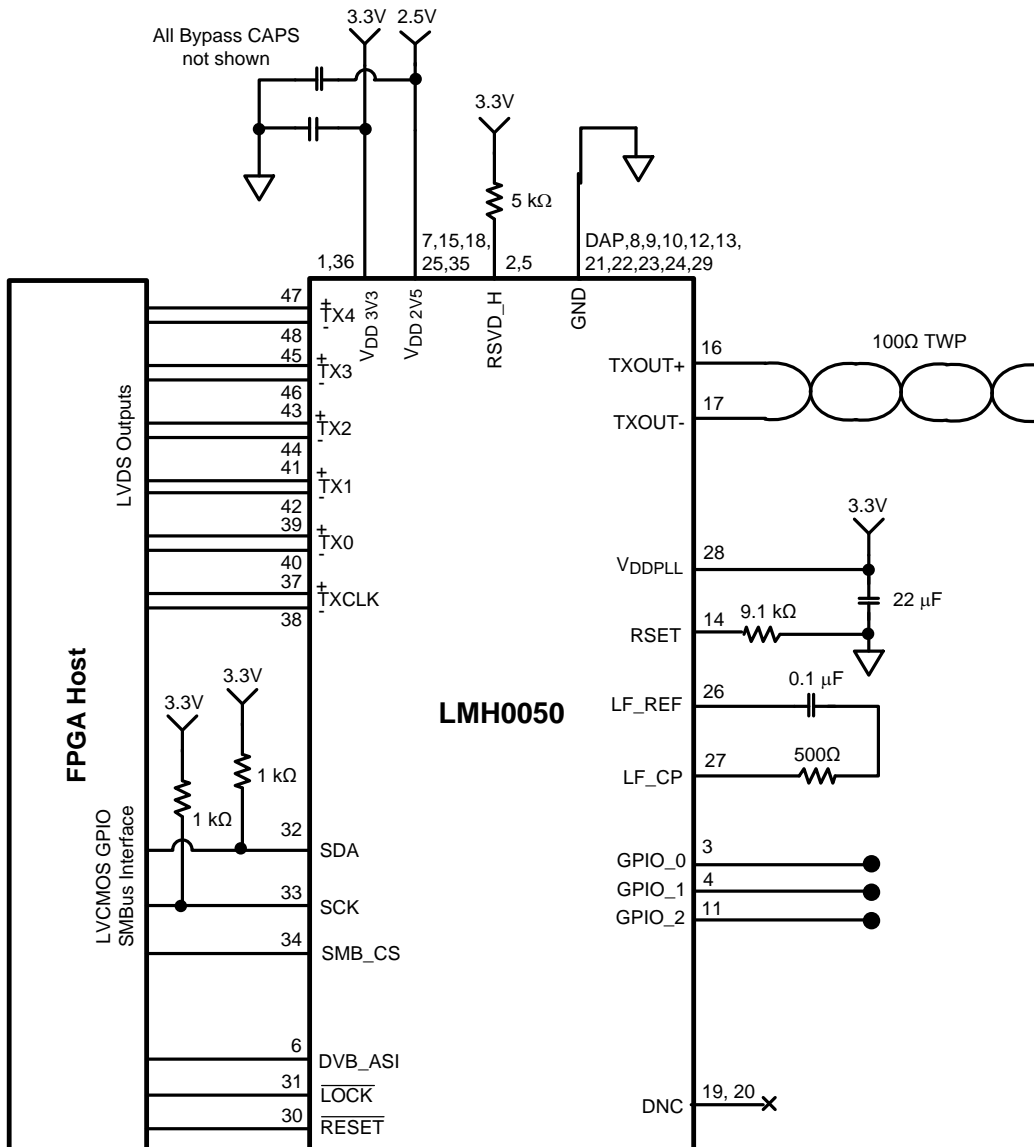 3.3V 2.5V
All Bypass CAPS
not shown
3.3V
5 kΩ
1,36
7,15,18,
25,35
2,5
DAP,8,9,10,12,13,
21,22,23,24,29
VDD 3V3
VDD 2V5
RSVD_H
GND
FPGA Host
LVDS Outputs
47
+
TX4
-
48
45
+
TX3
-
46
43
+
TX2
-
44
41
+
TX1
-
42
39
+
TX0
-
40
37
+
TXCLK
-
38
3.3V
3.3V
1 kΩ
1 kΩ
LVCMOS GPIO
SMBus Interface
32
SDA
33
SCK
34
SMB_CS
6
DVB_ASI
31
LOCK
30
RESET
LMH0050
TXOUT+
16
100Ω TWP
TXOUT-
17
3.3V
VDDPLL
28
22 μF
RSET
14
9.1 kΩ
LF_REF
26
0.1 μF
LF_CP
27
500Ω
GPIO_0
3
GPIO_1
4
GPIO_2
11
DNC
19, 20